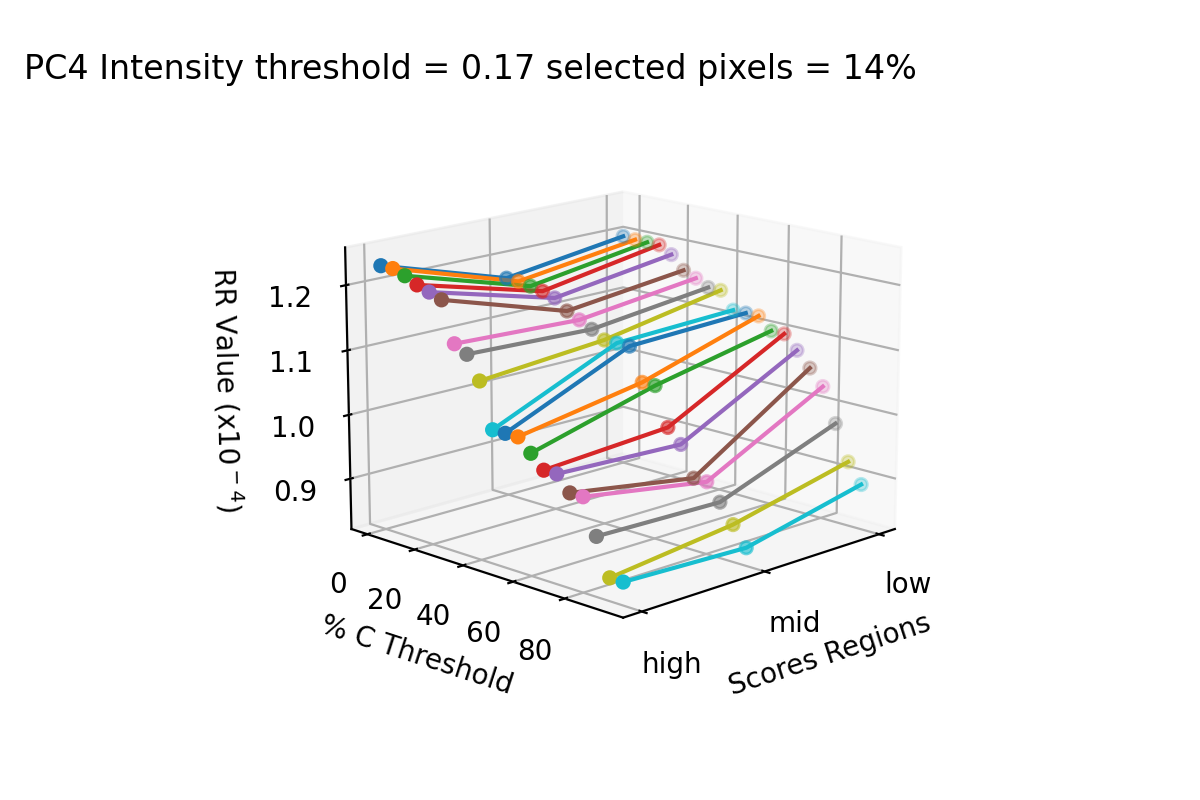 PC4 Intensity threshold = 0.17 selected pixels = 14%
RR Value (x10⁻⁴)
1.2
1.1
1.0
0.9
0
20
40
60
80
% C Threshold
high
mid
low
Scores Regions